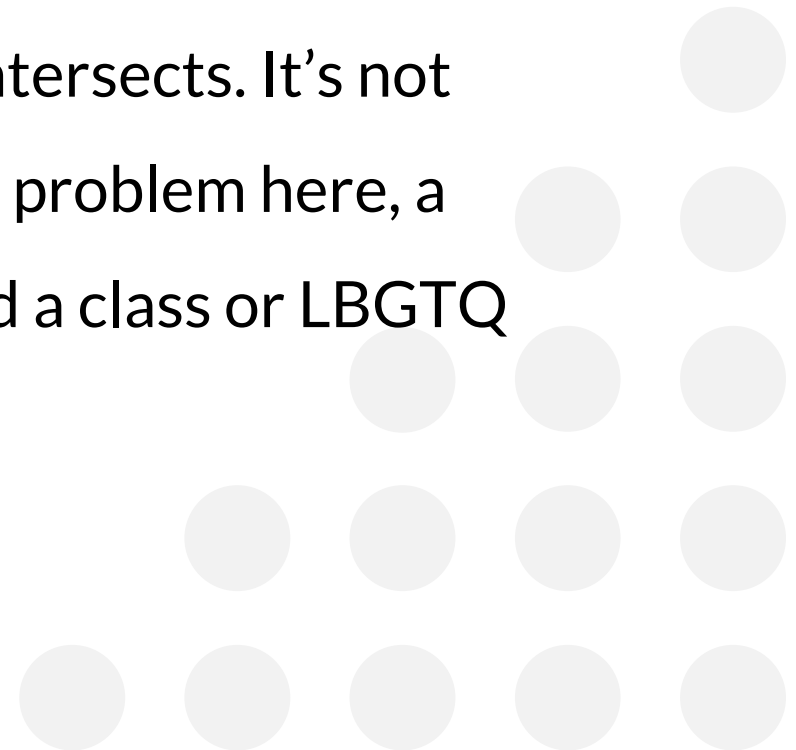 ntersects. It’s not
problem here, a
d a class or LBGTQ